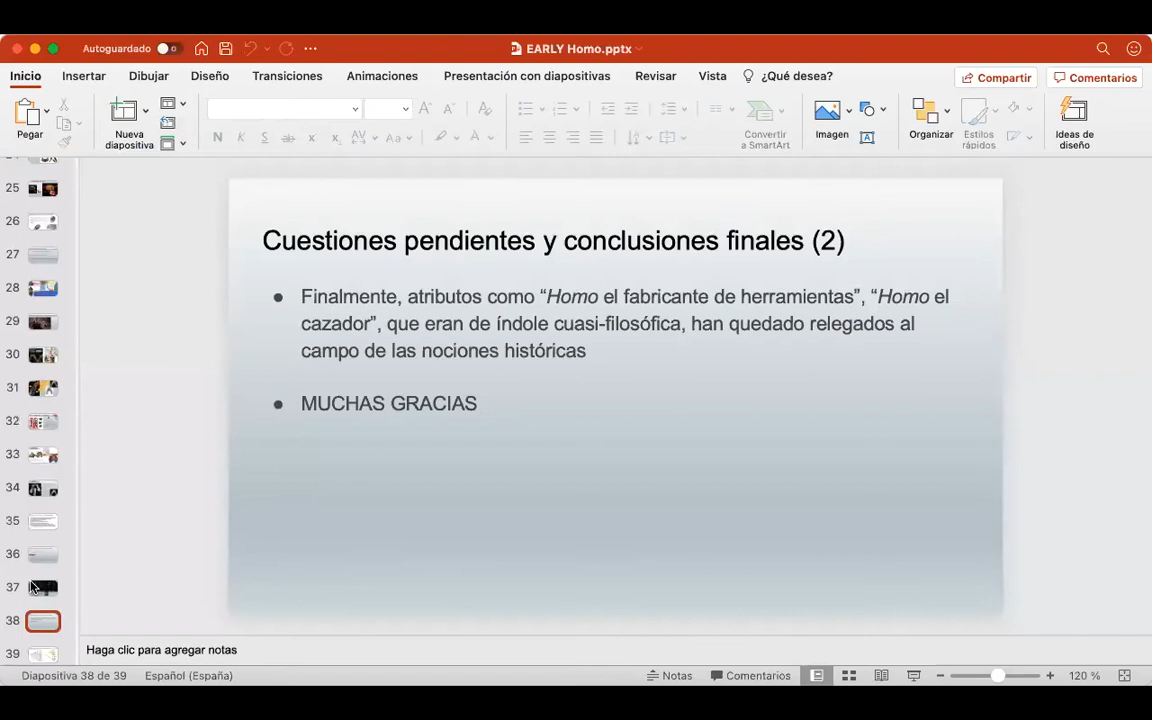 Autoguardado
EARLY Homo.pptx
Inicio
Insertar
Dibujar
Diseño
Transiciones
Animaciones
Presentación con diapositivas
Revisar
Vista
¿Qué desea?
Compartir
Comentarios
Pegar
Nueva
diapositiva
N K S ab x x AV Aa A
Convertir
a SmartArt
Imagen
Organizar
Estilos
rápidos
Ideas de
diseño
25
26
27
28
29
30
31
32
33
34
35
36
37
38
39
Cuestiones pendientes y conclusiones finales (2)
● Finalmente, atributos como “Homo el fabricante de herramientas”, “Homo el
cazador”, que eran de índole cuasi-filosófica, han quedado relegados al
campo de las nociones históricas
● MUCHAS GRACIAS
Haga clic para agregar notas
Diapositiva 38 de 39
Español (España)
Notas
Comentarios
120 %